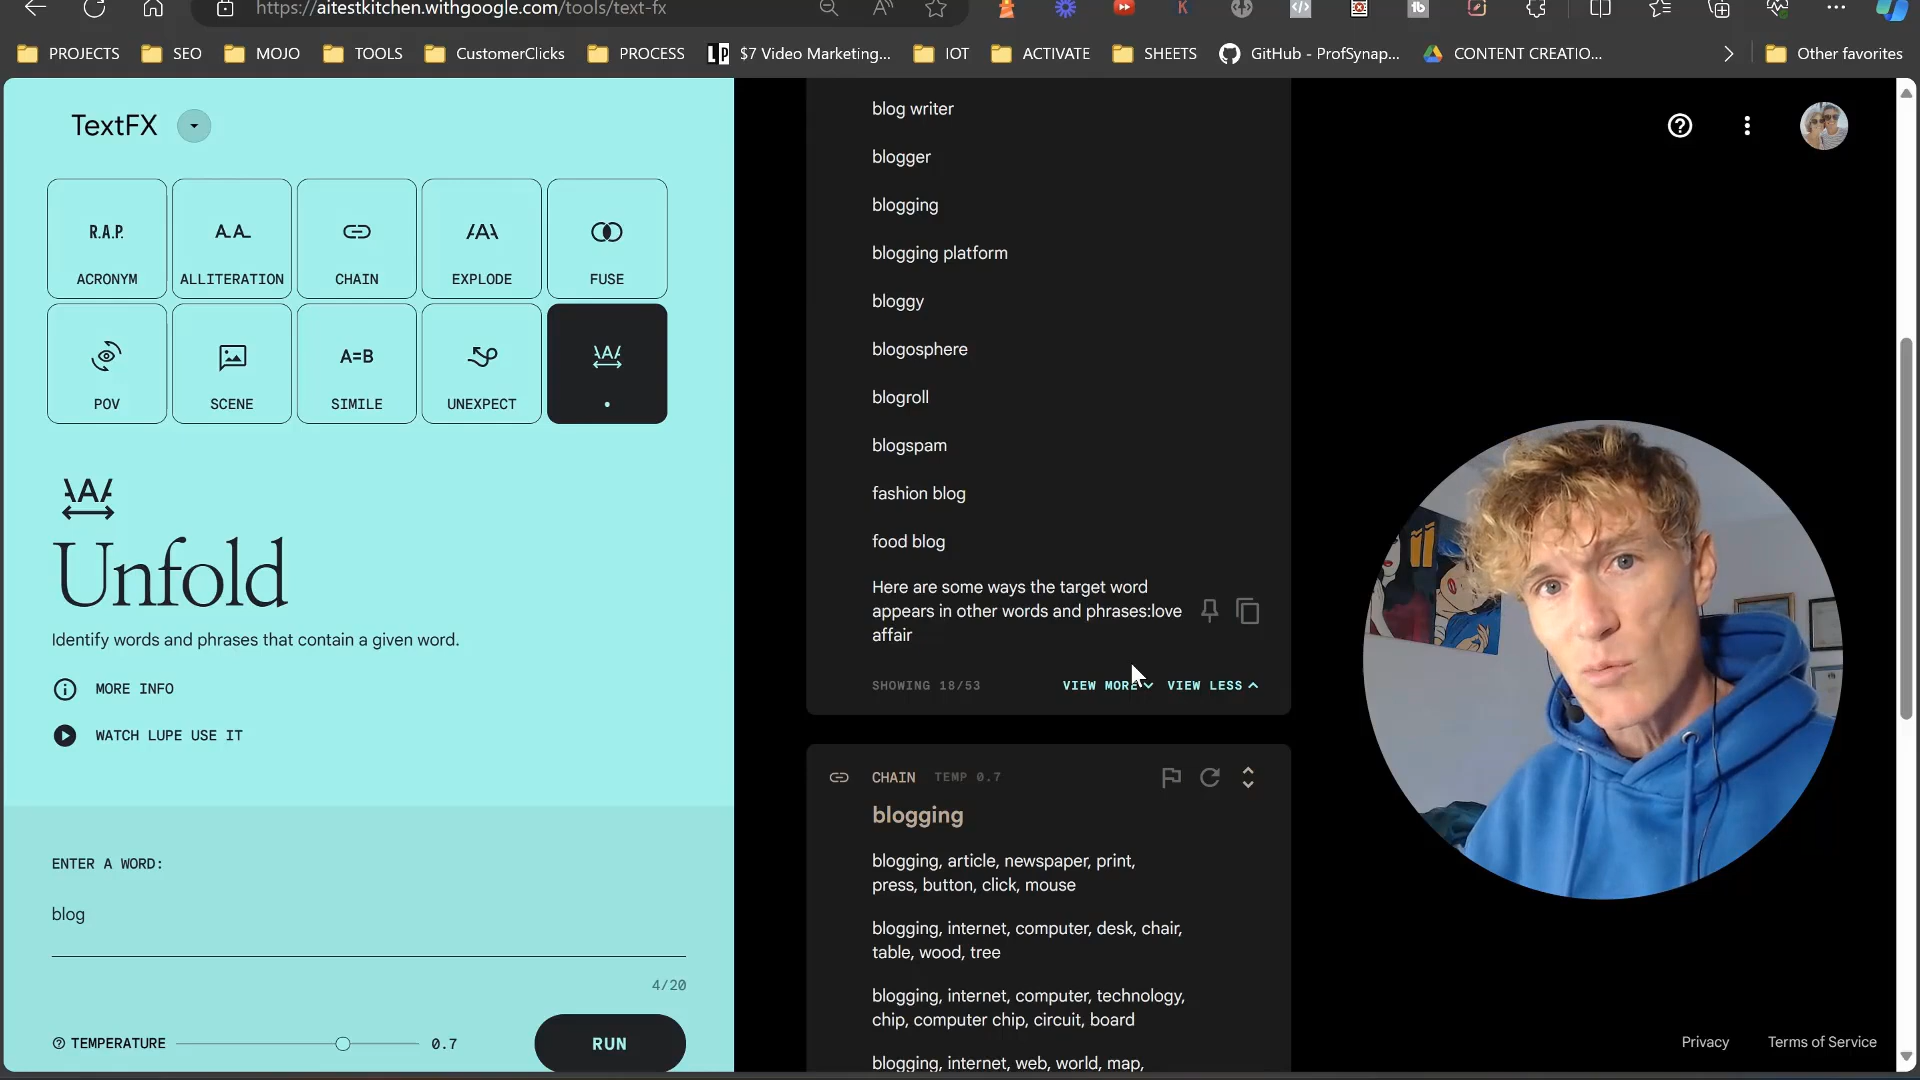 https://aitestkitchen.withgoogle.com/tools/text-fx
PROJECTS SEO MOJO TOOLS CustomerClicks PROCESS $7 Video Marketing... IOT ACTIVATE SHEETS GitHub - ProfSynap... CONTENT CREATIO... Other favorites
TextFX
R.A.P. A.A.
ACRONYM ALLITERATION CHAIN EXPLODE FUSE
A=B
POV SCENE SIMILE UNEXPECT
Unfold
Identify words and phrases that contain a given word.
MORE INFO
WATCH LUPE USE IT
ENTER A WORD:
blog
4/20
TEMPERATURE 0.7 RUN
blog writer
blogger
blogging
blogging platform
bloggy
blogosphere
blogroll
blogspam
fashion blog
food blog
Here are some ways the target word
appears in other words and phrases:love
affair
SHOWING 18/53 VIEW MORE VIEW LESS
CHAIN TEMP 0.7
blogging
blogging, article, newspaper, print,
press, button, click, mouse
blogging, internet, computer, desk, chair,
table, wood, tree
blogging, internet, computer, technology,
chip, computer chip, circuit, board
blogging, internet, web, world, map,
Privacy Terms of Service